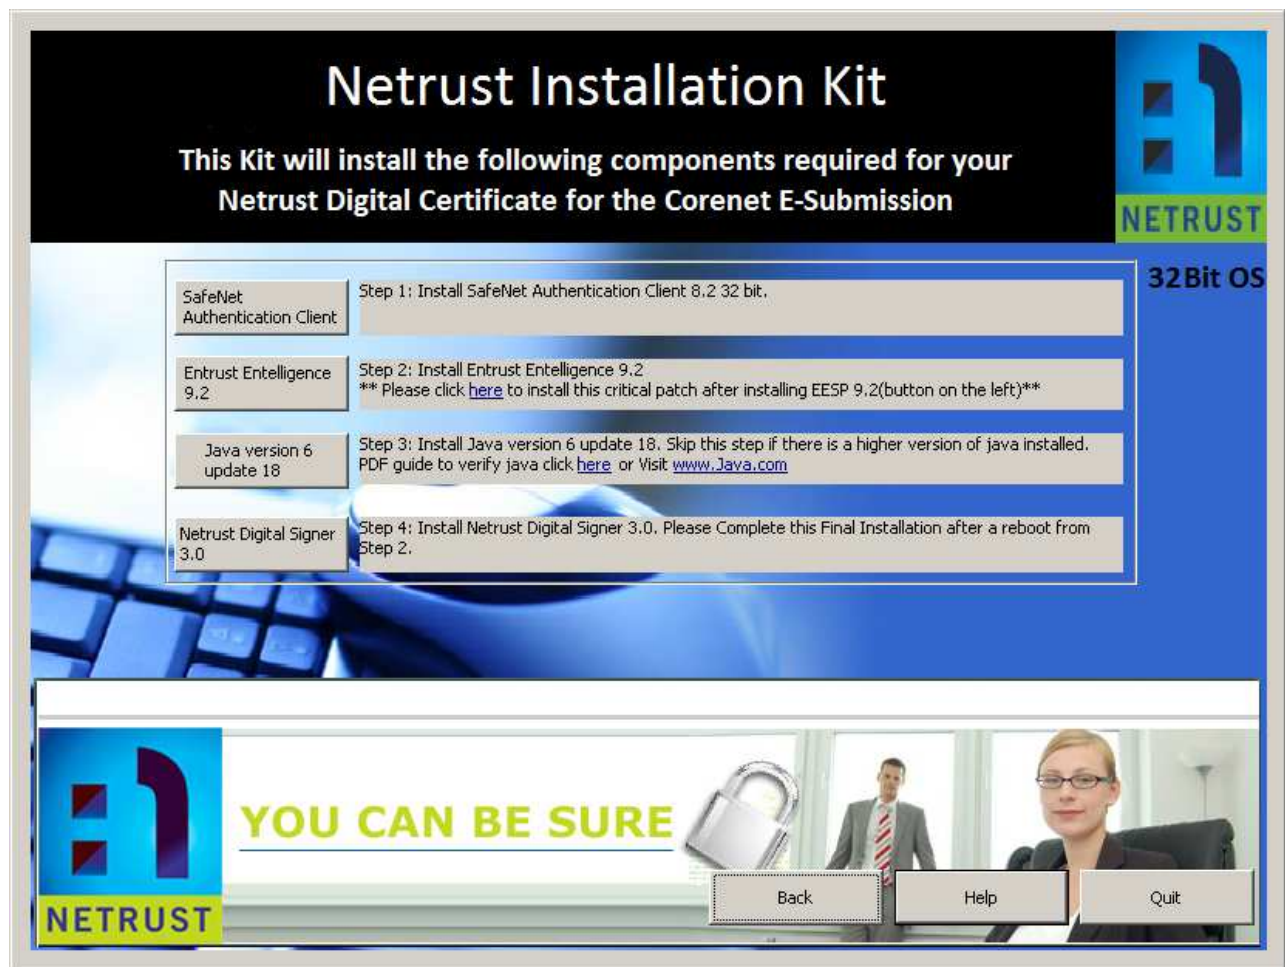 Netrust Installation Kit
This Kit will install the following components required for your
Netrust Digital Certificate for the Corenet E-Submission
NETRUST
32Bit OS
SafeNet
Authentication Client
Step 1: Install SafeNet Authentication Client 8.2 32 bit.
Entrust Entelligence
9.2
Step 2: Install Entrust Entelligence 9.2
** Please click here to install this critical patch after installing EESP 9.2(button on the left)**
Java version 6
update 18
Step 3: Install Java version 6 update 18. Skip this step if there is a higher version of java installed.
PDF guide to verify java click here or Visit www.Java.com
Netrust Digital Signer
3.0
Step 4: Install Netrust Digital Signer 3.0. Please Complete this Final Installation after a reboot from
Step 2.
YOU CAN BE SURE
NETRUST
Back
Help
Quit